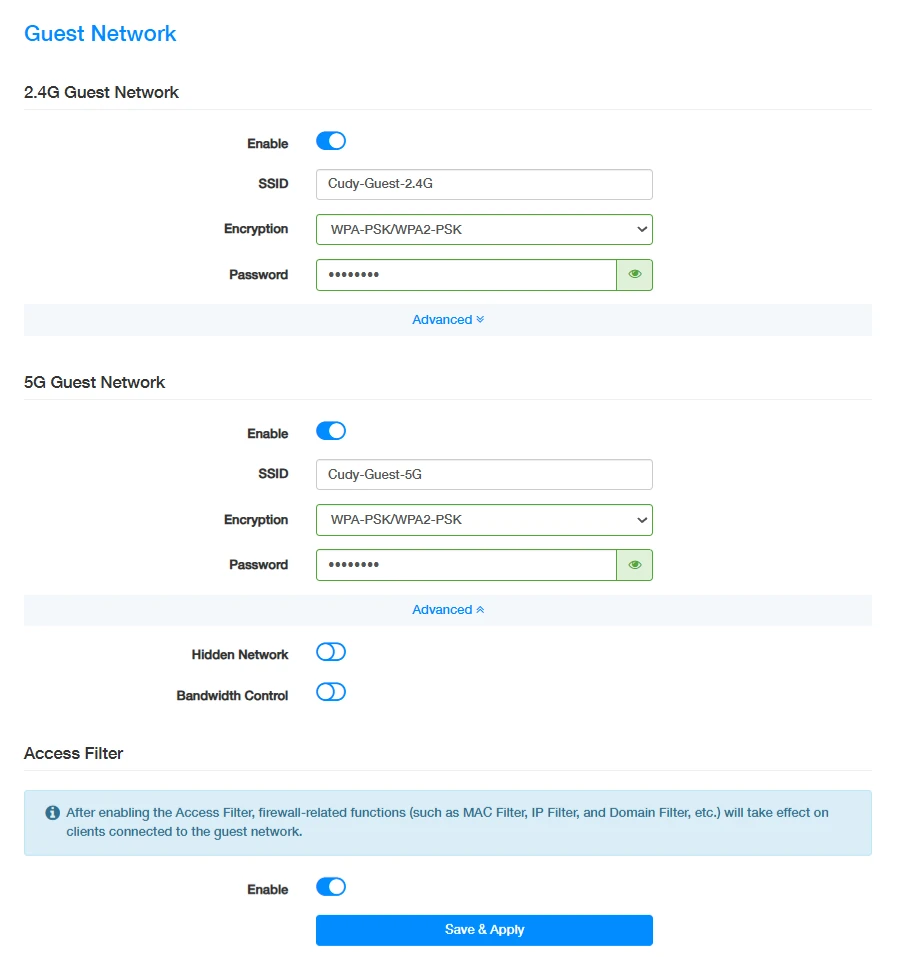 Guest Network
2.4G Guest Network
Enable
SSID Cudy-Guest-2.4G
Encryption WPA-PSK/WPA2-PSK
Password ••••••••
Advanced
5G Guest Network
Enable
SSID Cudy-Guest-5G
Encryption WPA-PSK/WPA2-PSK
Password ••••••••
Advanced
Hidden Network
Bandwidth Control
Access Filter
After enabling the Access Filter, firewall-related functions (such as MAC Filter, IP Filter, and Domain Filter, etc.) will take effect on
clients connected to the guest network.
Enable
Save & Apply